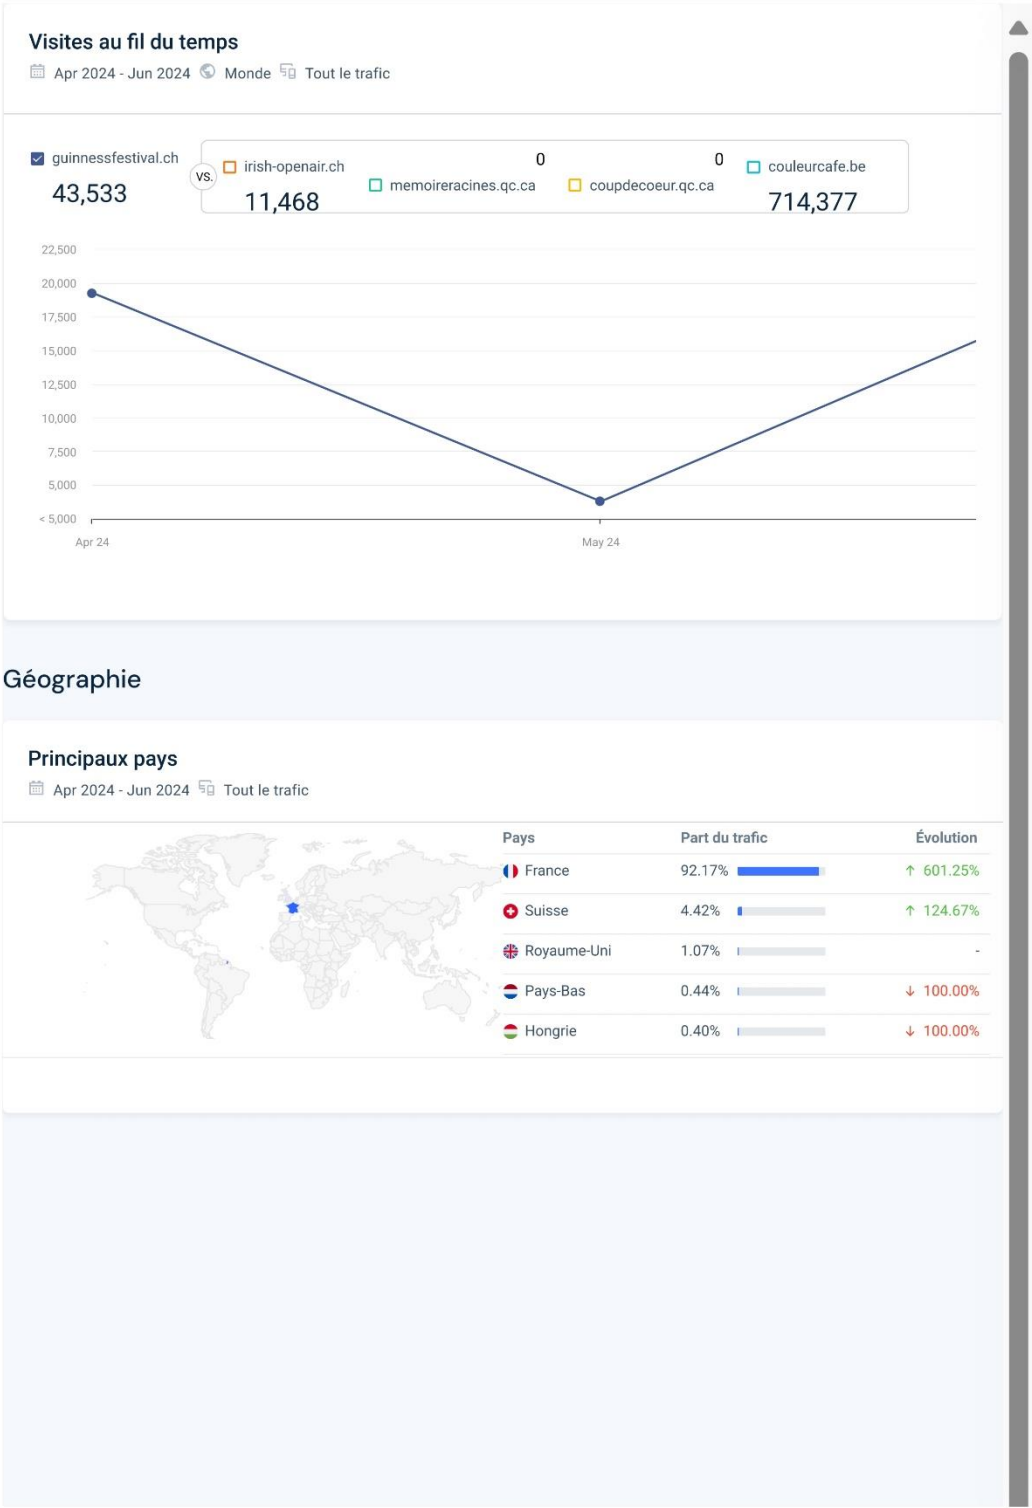 Visites au fil du temps
Apr 2024 - Jun 2024 Monde Tout le trafic
guinnessfestival.ch
43,533
vs.
irish-openair.ch
11,468
0
memoireracines.qc.ca
0
coupdecoeur.qc.ca
couleurcafe.be
714,377
22,500
20,000
17,500
15,000
12,500
10,000
7,500
5,000
< 5,000
Apr 24 May 24
Géographie
Principaux pays
Apr 2024 - Jun 2024 Tout le trafic
Pays Part du trafic Évolution
France 92.17% ↑ 601.25%
Suisse 4.42% ↑ 124.67%
Royaume-Uni 1.07% -
Pays-Bas 0.44% ↓ 100.00%
Hongrie 0.40% ↓ 100.00%